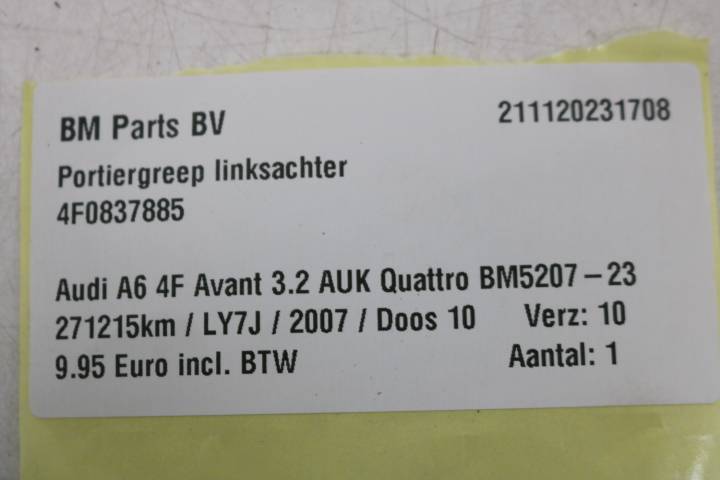 BM Parts BV 211120231708
Portiergreep linksachter
4F0837885
Audi A6 4F Avant 3.2 AUK Quattro BM5207-23
271215km / LY7J / 2007 / Doos 10 Verz: 10
9.95 Euro incl. BTW Aantal: 1